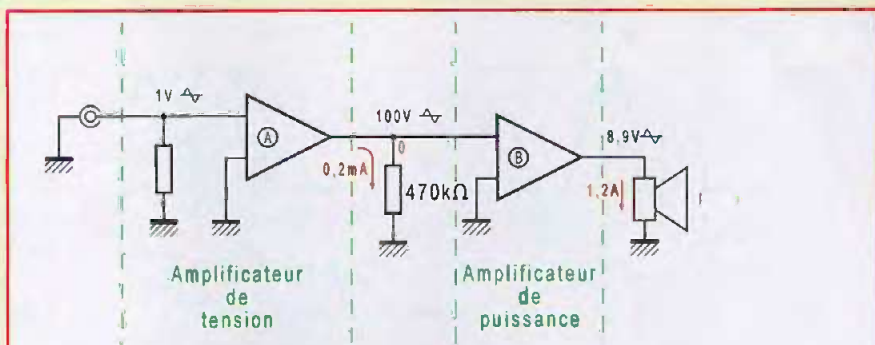 1V
A
0,2mA
100V
0
470kΩ
B
8,9V
1,2A
Amplificateur
de
tension
Amplificateur
de
puissance